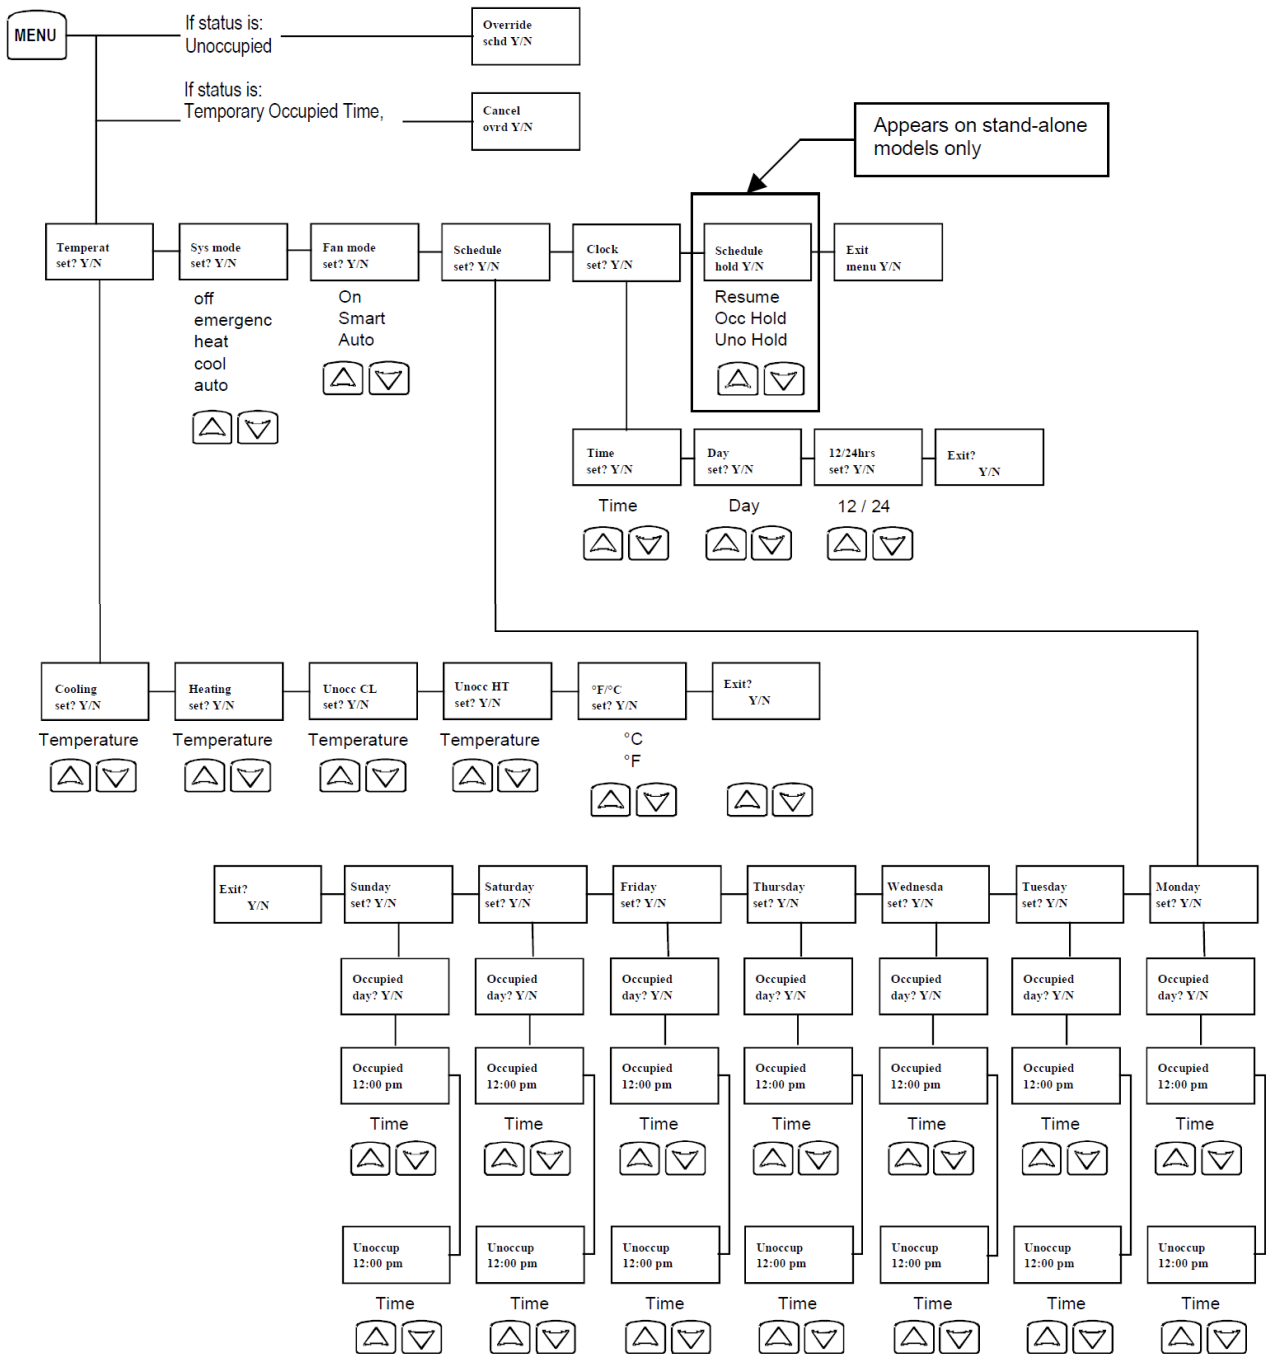 MENU
If status is:
Unoccupied
Override
schd Y/N
If status is:
Temporary Occupied Time,
Cancel
ovrd Y/N
Appears on stand-alone
models only
Temperat
set? Y/N
Sys mode
set? Y/N
Fan mode
set? Y/N
Schedule
set? Y/N
Clock
set? Y/N
Schedule
hold Y/N
Exit
menu Y/N
off
emergenc
heat
cool
auto
On
Smart
Auto
Resume
Occ Hold
Uno Hold
Time
set? Y/N
Day
set? Y/N
12/24hrs
set? Y/N
Exit?
Y/N
Time
Day
12 / 24
Cooling
set? Y/N
Heating
set? Y/N
Unocc CL
set? Y/N
Unocc HT
set? Y/N
°F/°C
set? Y/N
Exit?
Y/N
Temperature
Temperature
Temperature
Temperature
°C
°F
Exit?
Y/N
Sunday
set? Y/N
Saturday
set? Y/N
Friday
set? Y/N
Thursday
set? Y/N
Wednesda
set? Y/N
Tuesday
set? Y/N
Monday
set? Y/N
Occupied
day? Y/N
Occupied
day? Y/N
Occupied
day? Y/N
Occupied
day? Y/N
Occupied
day? Y/N
Occupied
day? Y/N
Occupied
day? Y/N
Occupied
12:00 pm
Occupied
12:00 pm
Occupied
12:00 pm
Occupied
12:00 pm
Occupied
12:00 pm
Occupied
12:00 pm
Occupied
12:00 pm
Time
Time
Time
Time
Time
Time
Time
Unoccup
12:00 pm
Unoccup
12:00 pm
Unoccup
12:00 pm
Unoccup
12:00 pm
Unoccup
12:00 pm
Unoccup
12:00 pm
Unoccup
12:00 pm
Time
Time
Time
Time
Time
Time
Time